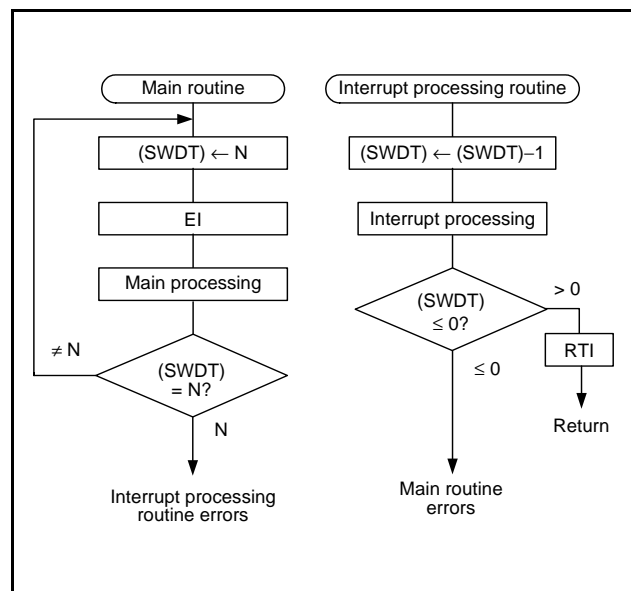 Main routine
(SWDT) ← N
EI
Main processing
≠ N
(SWDT)
= N?
N
Interrupt processing
routine errors
Interrupt processing routine
(SWDT) ← (SWDT)−1
Interrupt processing
(SWDT)
≤ 0?
> 0
RTI
Return
≤ 0
Main routine
errors